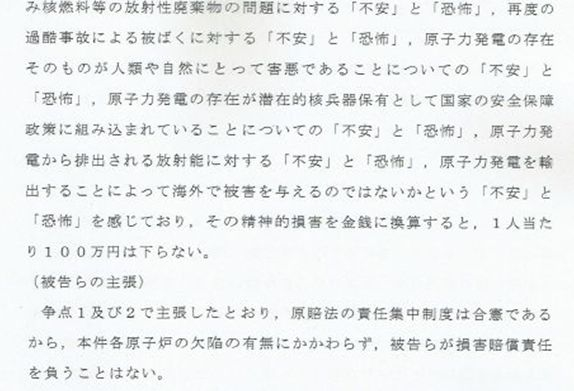 み核燃料等の放射性廃棄物の問題に対する「不安」と「恐怖」，再度の
過酷事故による被ばくに対する「不安」と「恐怖」，原子力発電の存在
そのものが人類や自然にとって害悪であることについての「不安」と
「恐怖」，原子力発電の存在が潜在的核兵器保有として国家の安全保障
政策に組み込まれていることについての「不安」と「恐怖」，原子力発
電から排出される放射能に対する「不安」と「恐怖」，原子力発電を輸
出することによって海外で被害を与えるのではないかという「不安」と
「恐怖」を感じており，その精神的損害を金銭に換算すると，１人当た
り１００万円は下らない。
（被告らの主張）
争点１及び２で主張したとおり，原賠法の責任集中制度は合憲である
から，本件各原子炉の欠陥の有無にかかわらず，被告らが損害賠償責任
を負うことはない。